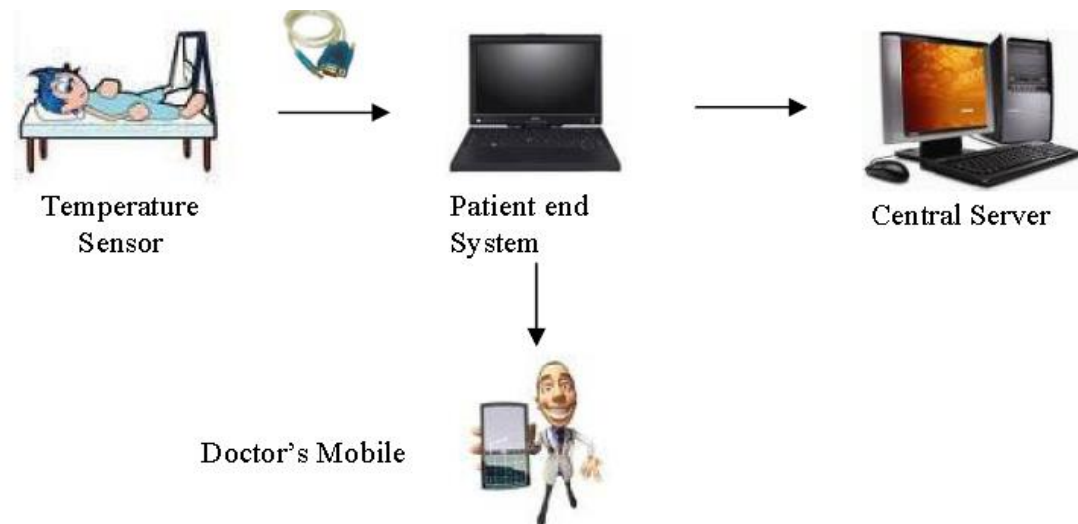 Temperature
Sensor
Patient end
System
Central Server
Doctor's Mobile